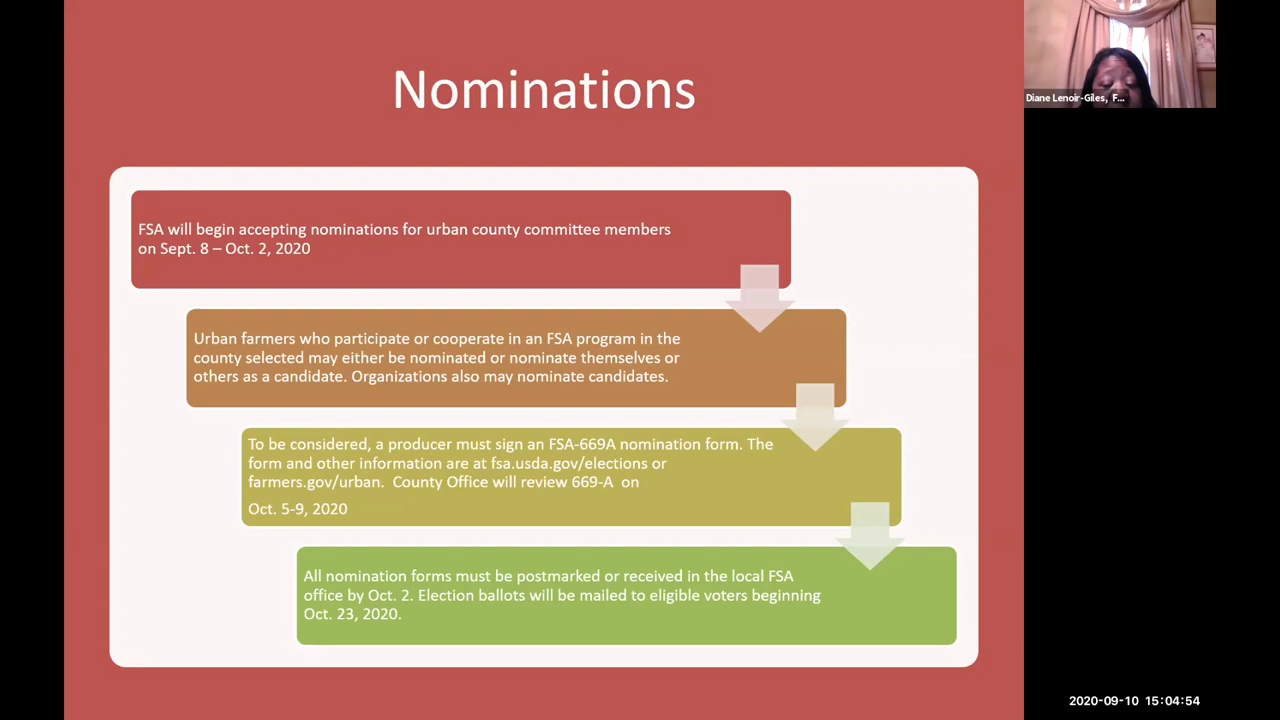 Nominations
FSA will begin accepting nominations for urban county committee members
on Sept. 8 – Oct. 2, 2020
Urban farmers who participate or cooperate in an FSA program in the
county selected may either be nominated or nominate themselves or
others as a candidate. Organizations also may nominate candidates.
To be considered, a producer must sign an FSA-669A nomination form. The
form and other information are at fsa.usda.gov/elections or
farmers.gov/urban.  County Office will review 669-A  on
Oct. 5-9, 2020
All nomination forms must be postmarked or received in the local FSA
office by Oct. 2. Election ballots will be mailed to eligible voters beginning
Oct. 23, 2020.
Diane Lenoir-Giles,  F...
2020-09-10  15:04:54